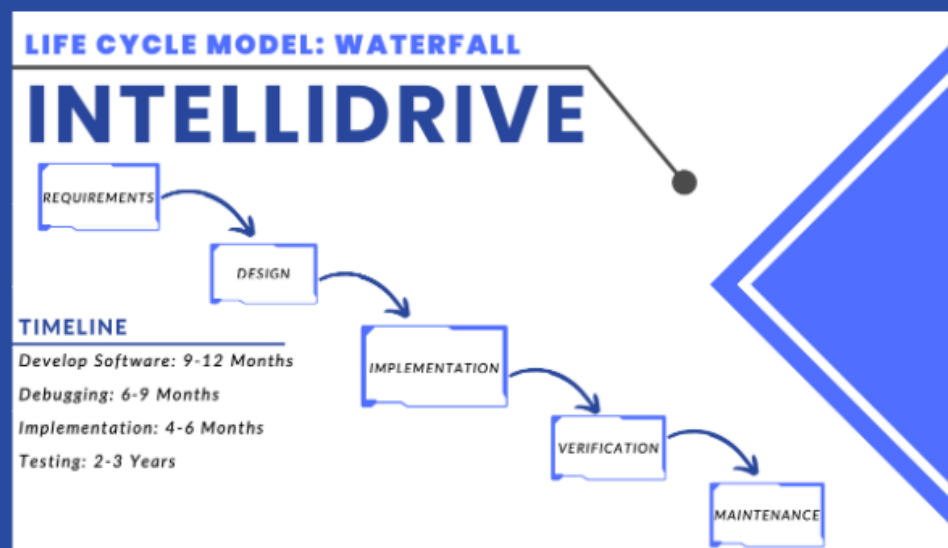 LIFE CYCLE MODEL: WATERFALL
INTELLIDRIVE
REQUIREMENTS
DESIGN
IMPLEMENTATION
VERIFICATION
MAINTENANCE
TIMELINE
Develop Software: 9-12 Months
Debugging: 6-9 Months
Implementation: 4-6 Months
Testing: 2-3 Years